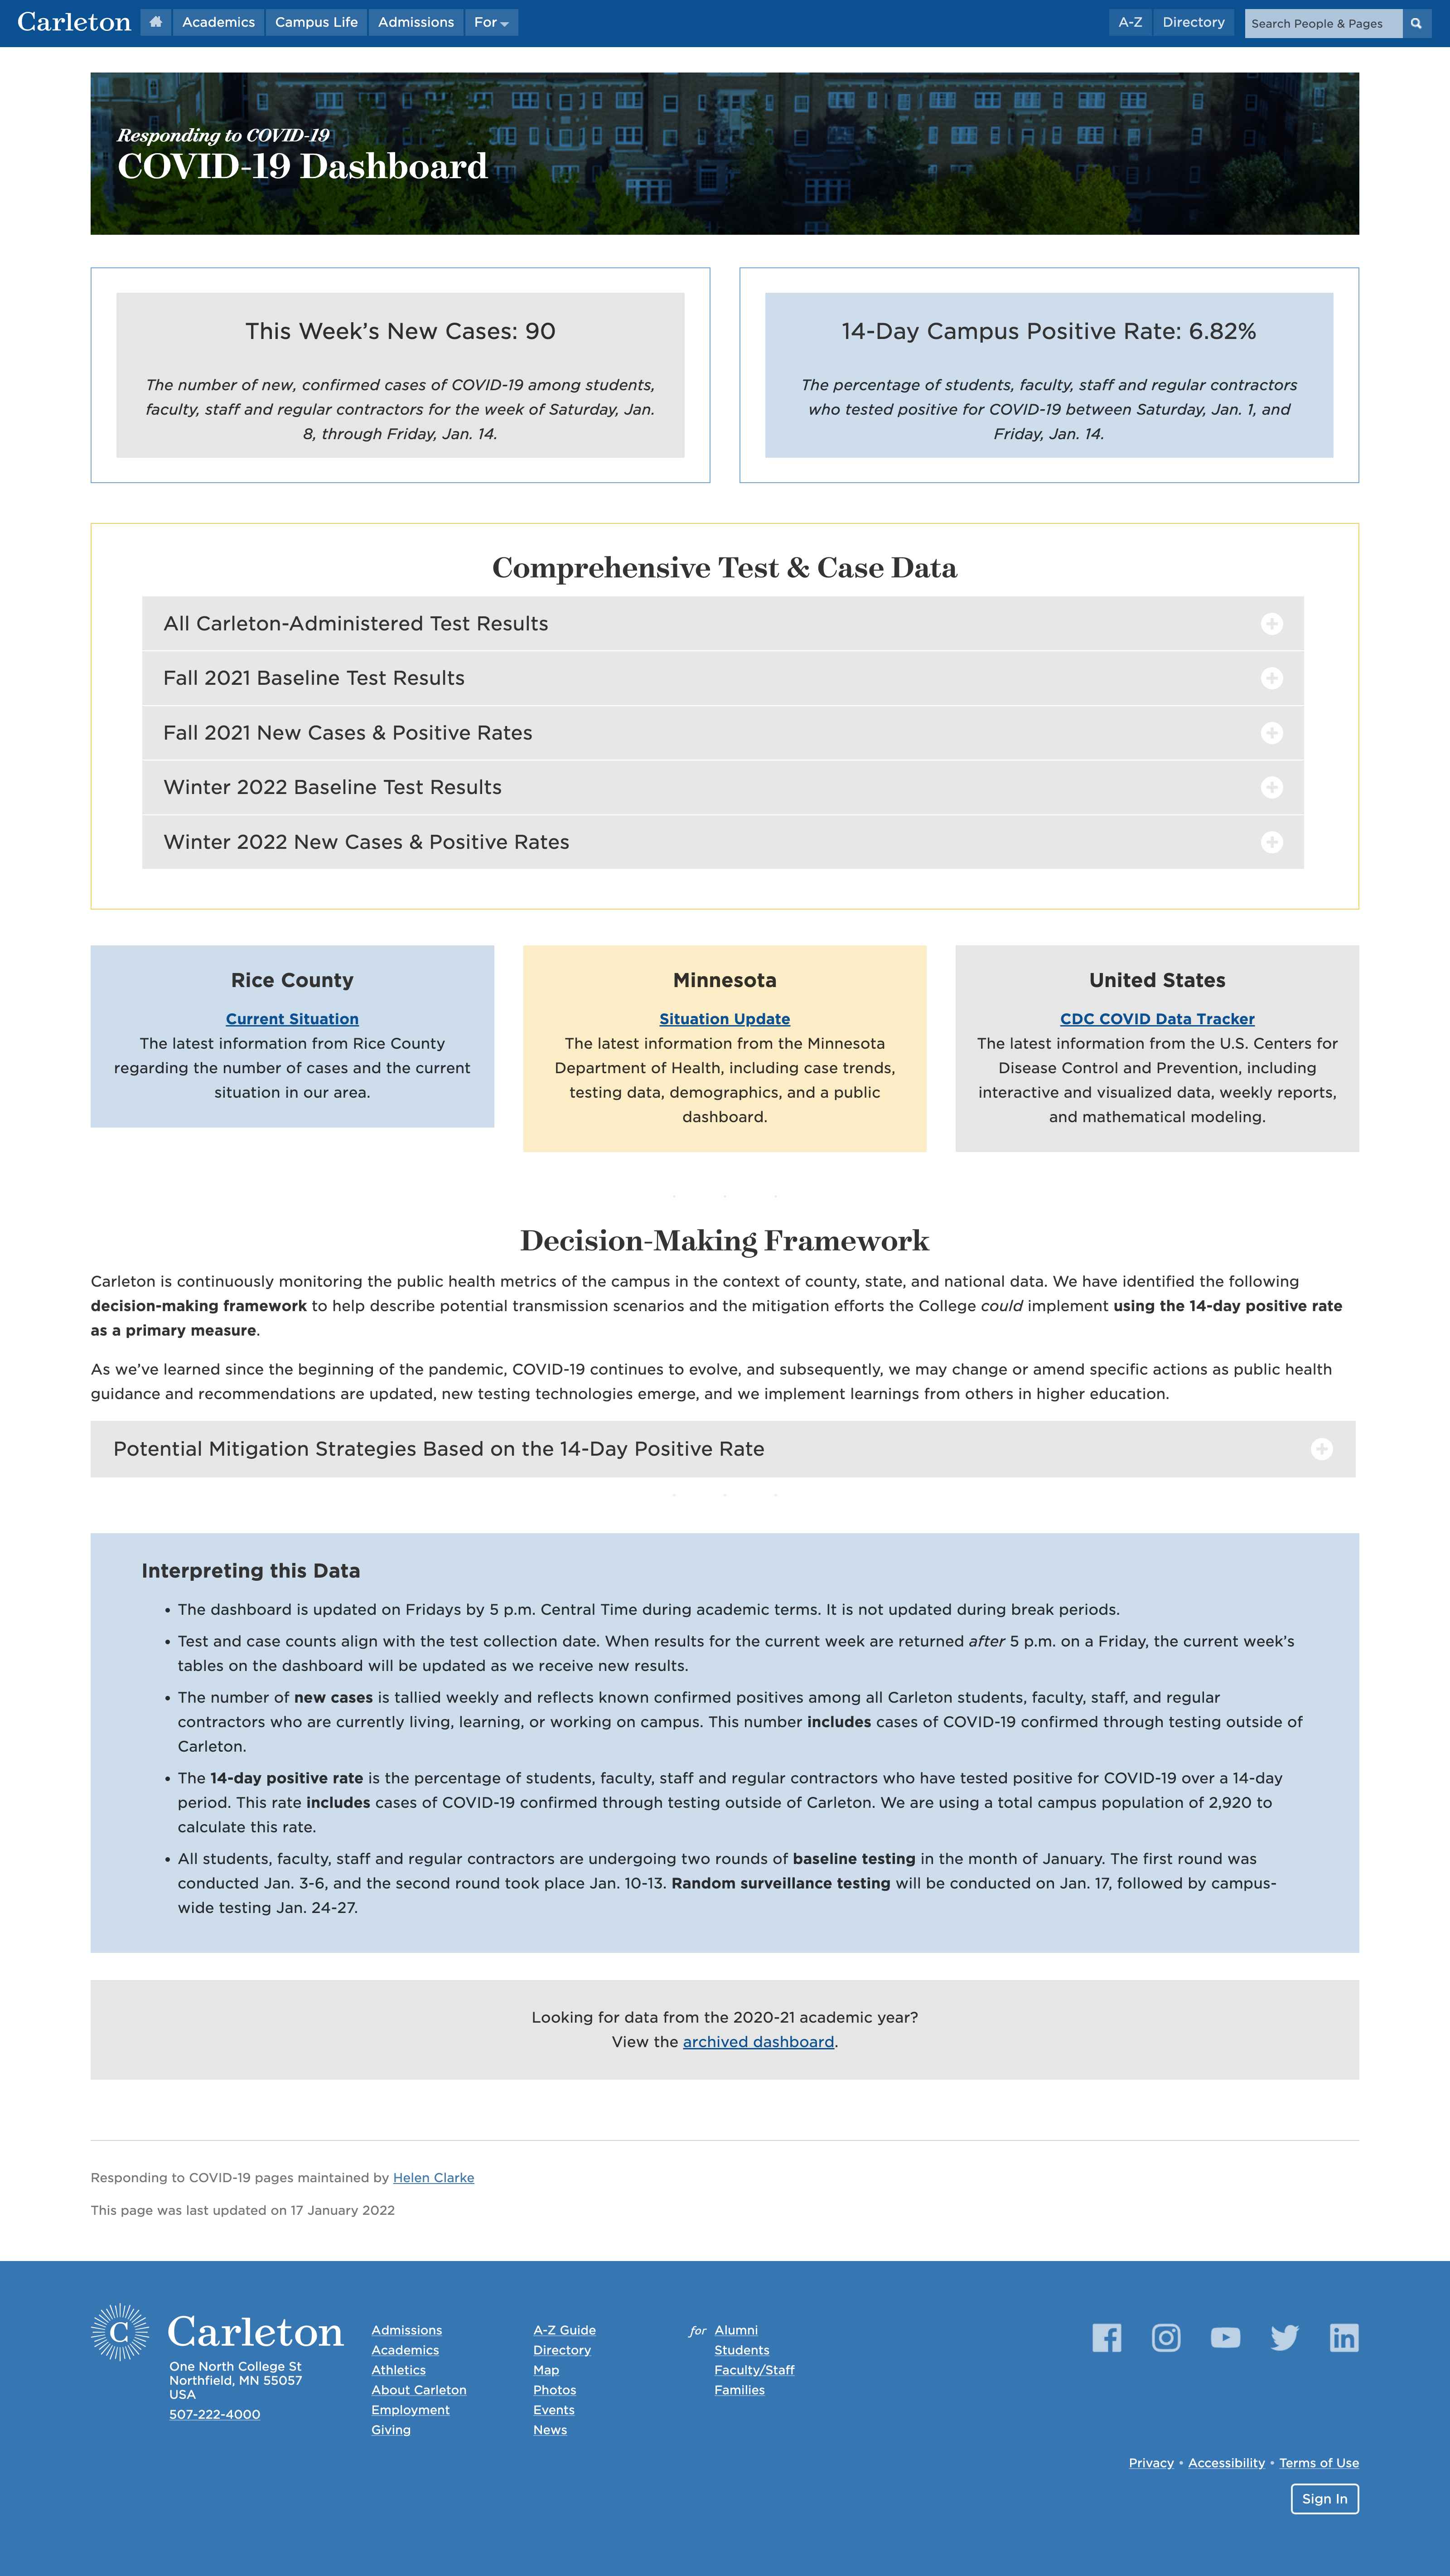 Carleton
Academics
Campus Life
Admissions
For
A-Z
Directory
Search People & Pages
Responding to COVID-19
COVID-19 Dashboard
This Week's New Cases: 90
The number of new, confirmed cases of COVID-19 among students,
faculty, staff and regular contractors for the week of Saturday, Jan.
8, through Friday, Jan. 14.
14-Day Campus Positive Rate: 6.82%
The percentage of students, faculty, staff and regular contractors
who tested positive for COVID-19 between Saturday, Jan. 1, and
Friday, Jan. 14.
Comprehensive Test & Case Data
All Carleton-Administered Test Results
Fall 2021 Baseline Test Results
Fall 2021 New Cases & Positive Rates
Winter 2022 Baseline Test Results
Winter 2022 New Cases & Positive Rates
Rice County
Current Situation
The latest information from Rice County
regarding the number of cases and the current
situation in our area.
Minnesota
Situation Update
The latest information from the Minnesota
Department of Health, including case trends,
testing data, demographics, and a public
dashboard.
United States
CDC COVID Data Tracker
The latest information from the U.S. Centers for
Disease Control and Prevention, including
interactive and visualized data, weekly reports,
and mathematical modeling.
Decision-Making Framework
Carleton is continuously monitoring the public health metrics of the campus in the context of county, state, and national data. We have identified the following
decision-making framework to help describe potential transmission scenarios and the mitigation efforts the College could implement using the 14-day positive rate
as a primary measure.
As we've learned since the beginning of the pandemic, COVID-19 continues to evolve, and subsequently, we may change or amend specific actions as public health
guidance and recommendations are updated, new testing technologies emerge, and we implement learnings from others in higher education.
Potential Mitigation Strategies Based on the 14-Day Positive Rate
Interpreting this Data
• The dashboard is updated on Fridays by 5 p.m. Central Time during academic terms. It is not updated during break periods.
• Test and case counts align with the test collection date. When results for the current week are returned after 5 p.m. on a Friday, the current week's
tables on the dashboard will be updated as we receive new results.
• The number of new cases is tallied weekly and reflects known confirmed positives among all Carleton students, faculty, staff, and regular
contractors who are currently living, learning, or working on campus. This number includes cases of COVID-19 confirmed through testing outside of
Carleton.
• The 14-day positive rate is the percentage of students, faculty, staff and regular contractors who have tested positive for COVID-19 over a 14-day
period. This rate includes cases of COVID-19 confirmed through testing outside of Carleton. We are using a total campus population of 2,920 to
calculate this rate.
• All students, faculty, staff and regular contractors are undergoing two rounds of baseline testing in the month of January. The first round was
conducted Jan. 3-6, and the second round took place Jan. 10-13. Random surveillance testing will be conducted on Jan. 17, followed by campus-
wide testing Jan. 24-27.
Looking for data from the 2020-21 academic year?
View the archived dashboard.
Responding to COVID-19 pages maintained by Helen Clarke
This page was last updated on 17 January 2022
C
Carleton
One North College St
Northfield, MN 55057
USA
507-222-4000
Admissions
Academics
Athletics
About Carleton
Employment
Giving
A-Z Guide
Directory
Map
Photos
Events
News
for Alumni
Students
Faculty/Staff
Families
Privacy • Accessibility • Terms of Use
Sign In